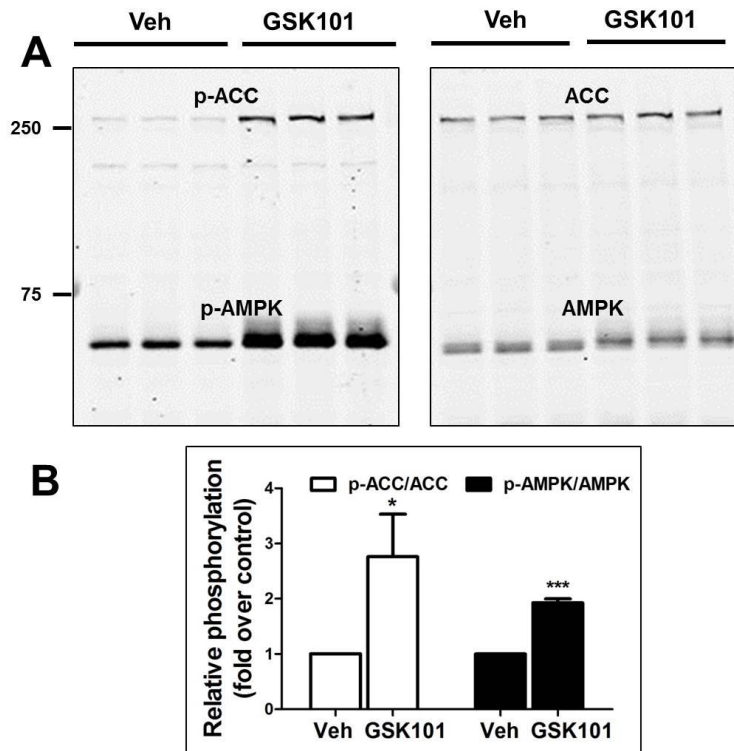 Veh GSK101 Veh GSK101
A
p-ACC ACC
250
75
p-AMPK AMPK
B
p-ACC/ACC p-AMPK/AMPK
Relative phosphorylation
(fold over control)
4
*
3
***
2
1
0
Veh GSK101 Veh GSK101